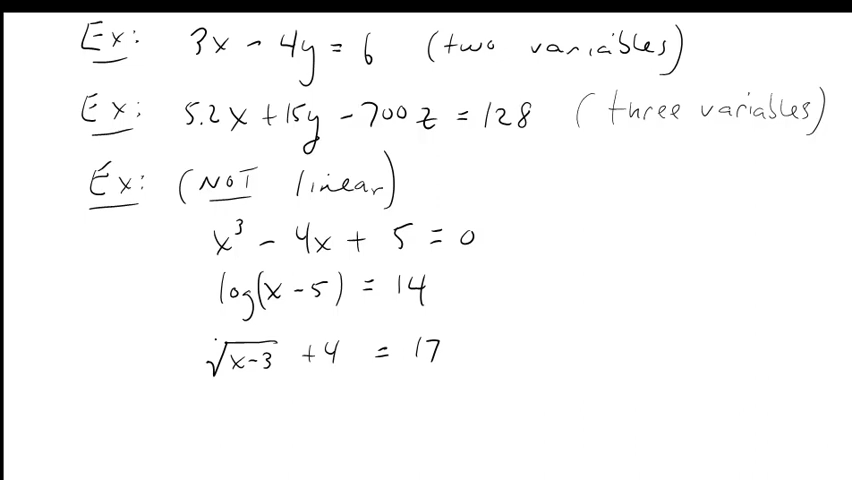 Ex: 3x - 4y = 6 (two variables)
Ex: 5.2x + 15y - 700z = 128 (three variables)
Ex: (NOT linear)
x³ - 4x + 5 = 0
log(x - 5) = 14
√(x-3) + 4 = 17